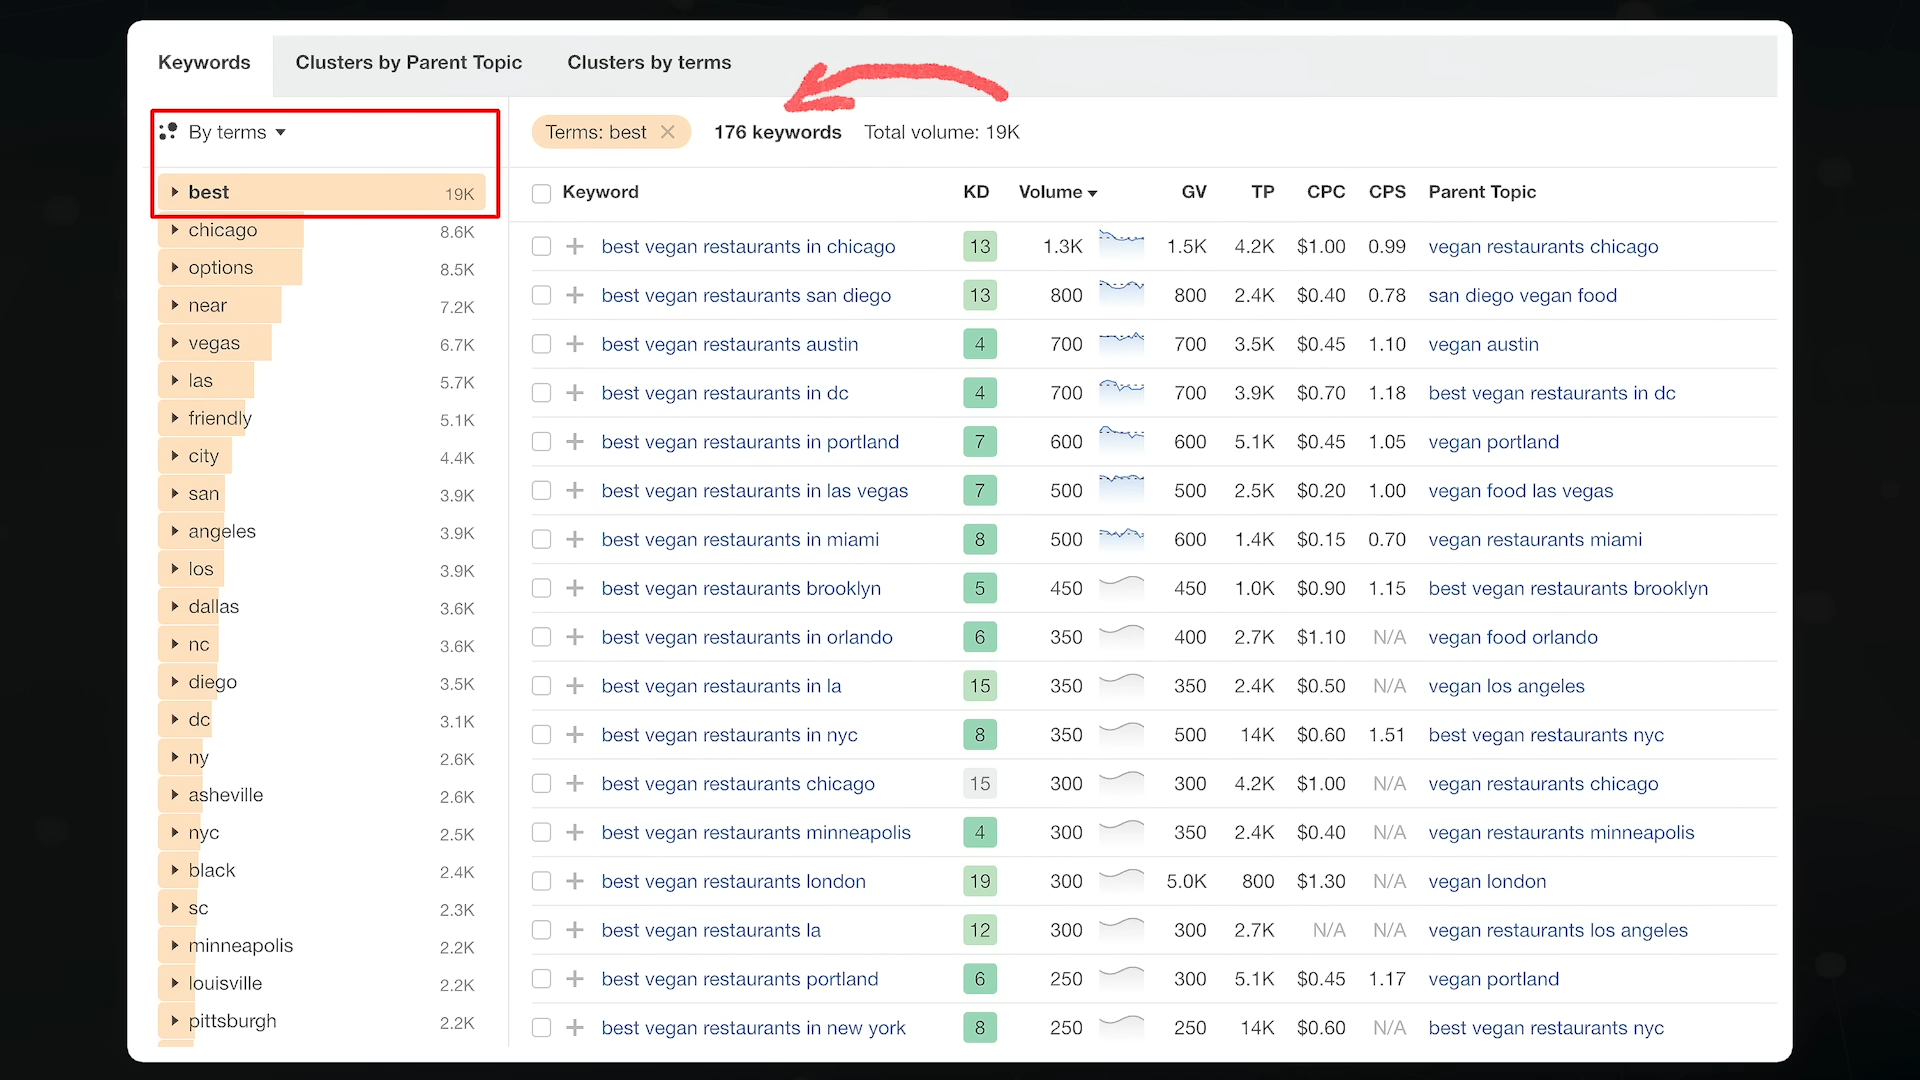 Keywords Clusters by Parent Topic Clusters by terms
By terms
best 19K
chicago 8.6K
options 8.5K
near 7.2K
vegas 6.7K
las 5.7K
friendly 5.1K
city 4.4K
san 3.9K
angeles 3.9K
los 3.9K
dallas 3.6K
nc 3.6K
diego 3.5K
dc 3.1K
ny 2.6K
asheville 2.6K
nyc 2.5K
black 2.4K
sc 2.3K
minneapolis 2.2K
louisville 2.2K
pittsburgh 2.2K
Terms: best 176 keywords Total volume: 19K
Keyword KD Volume GV TP CPC CPS Parent Topic
best vegan restaurants in chicago 13 1.3K 1.5K 4.2K $1.00 0.99 vegan restaurants chicago
best vegan restaurants san diego 13 800 800 2.4K $0.40 0.78 san diego vegan food
best vegan restaurants austin 4 700 700 3.5K $0.45 1.10 vegan austin
best vegan restaurants in dc 4 700 700 3.9K $0.70 1.18 best vegan restaurants in dc
best vegan restaurants in portland 7 600 600 5.1K $0.45 1.05 vegan portland
best vegan restaurants in las vegas 7 500 500 2.5K $0.20 1.00 vegan food las vegas
best vegan restaurants in miami 8 500 600 1.4K $0.15 0.70 vegan restaurants miami
best vegan restaurants brooklyn 5 450 450 1.0K $0.90 1.15 best vegan restaurants brooklyn
best vegan restaurants in orlando 6 350 400 2.7K $1.10 N/A vegan food orlando
best vegan restaurants in la 15 350 350 2.4K $0.50 N/A vegan los angeles
best vegan restaurants in nyc 8 350 500 14K $0.60 1.51 best vegan restaurants nyc
best vegan restaurants chicago 15 300 300 4.2K $1.00 N/A vegan restaurants chicago
best vegan restaurants minneapolis 4 300 350 2.4K $0.40 N/A vegan restaurants minneapolis
best vegan restaurants london 19 300 5.0K 800 $1.30 N/A vegan london
best vegan restaurants la 12 300 300 2.7K N/A N/A vegan restaurants los angeles
best vegan restaurants portland 6 250 300 5.1K $0.45 1.17 vegan portland
best vegan restaurants in new york 8 250 250 14K $0.60 N/A best vegan restaurants nyc